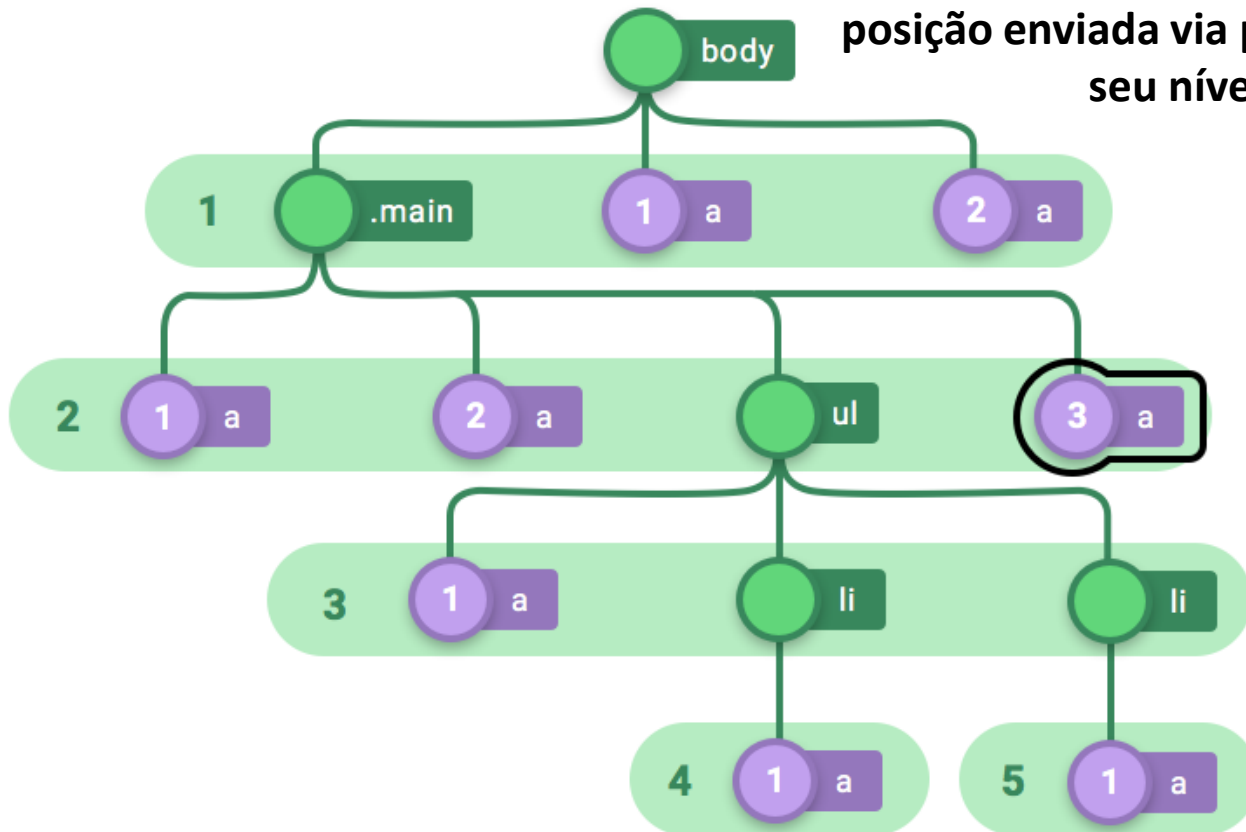 posição enviada via
seu
body
1 .main 1 a 2 a
2 1 a 2 a ul 3 a
3 1 a li li
4 1 a 5 1 a